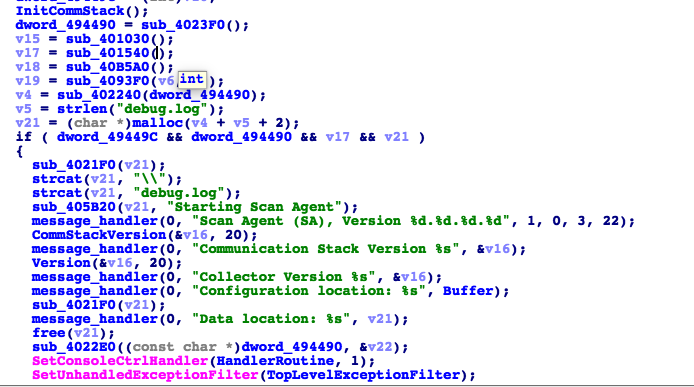 InitCommStack();
dword_494490 = sub_4023F0();
v15 = sub_401030();
v17 = sub_401540();
v18 = sub_40B5A0();
v19 = sub_4093F0(v6 int );
v4 = sub_402240(dword_494490);
v5 = strlen("debug.log");
v21 = (char *)malloc(v4 + v5 + 2);
if ( dword_49449C && dword_494490 && v17 && v21 )
{
sub_4021F0(v21);
strcat(v21, "\\");
strcat(v21, "debug.log");
sub_405B20(v21, "Starting Scan Agent");
message_handler(0, "Scan Agent (SA), Version %d.%d.%d.%d", 1, 0, 3, 22);
CommStackVersion(&v16, 20);
message_handler(0, "Communication Stack Version %s", &v16);
Version(&v16, 20);
message_handler(0, "Collector Version %s", &v16);
message_handler(0, "Configuration location: %s", Buffer);
sub_4021F0(v21);
message_handler(0, "Data location: %s", v21);
free(v21);
sub_4022E0((const char *)dword_494490, &v22);
SetConsoleCtrlHandler(HandlerRoutine, 1);
SetUnhandledExceptionFilter(TopLevelExceptionFilter);